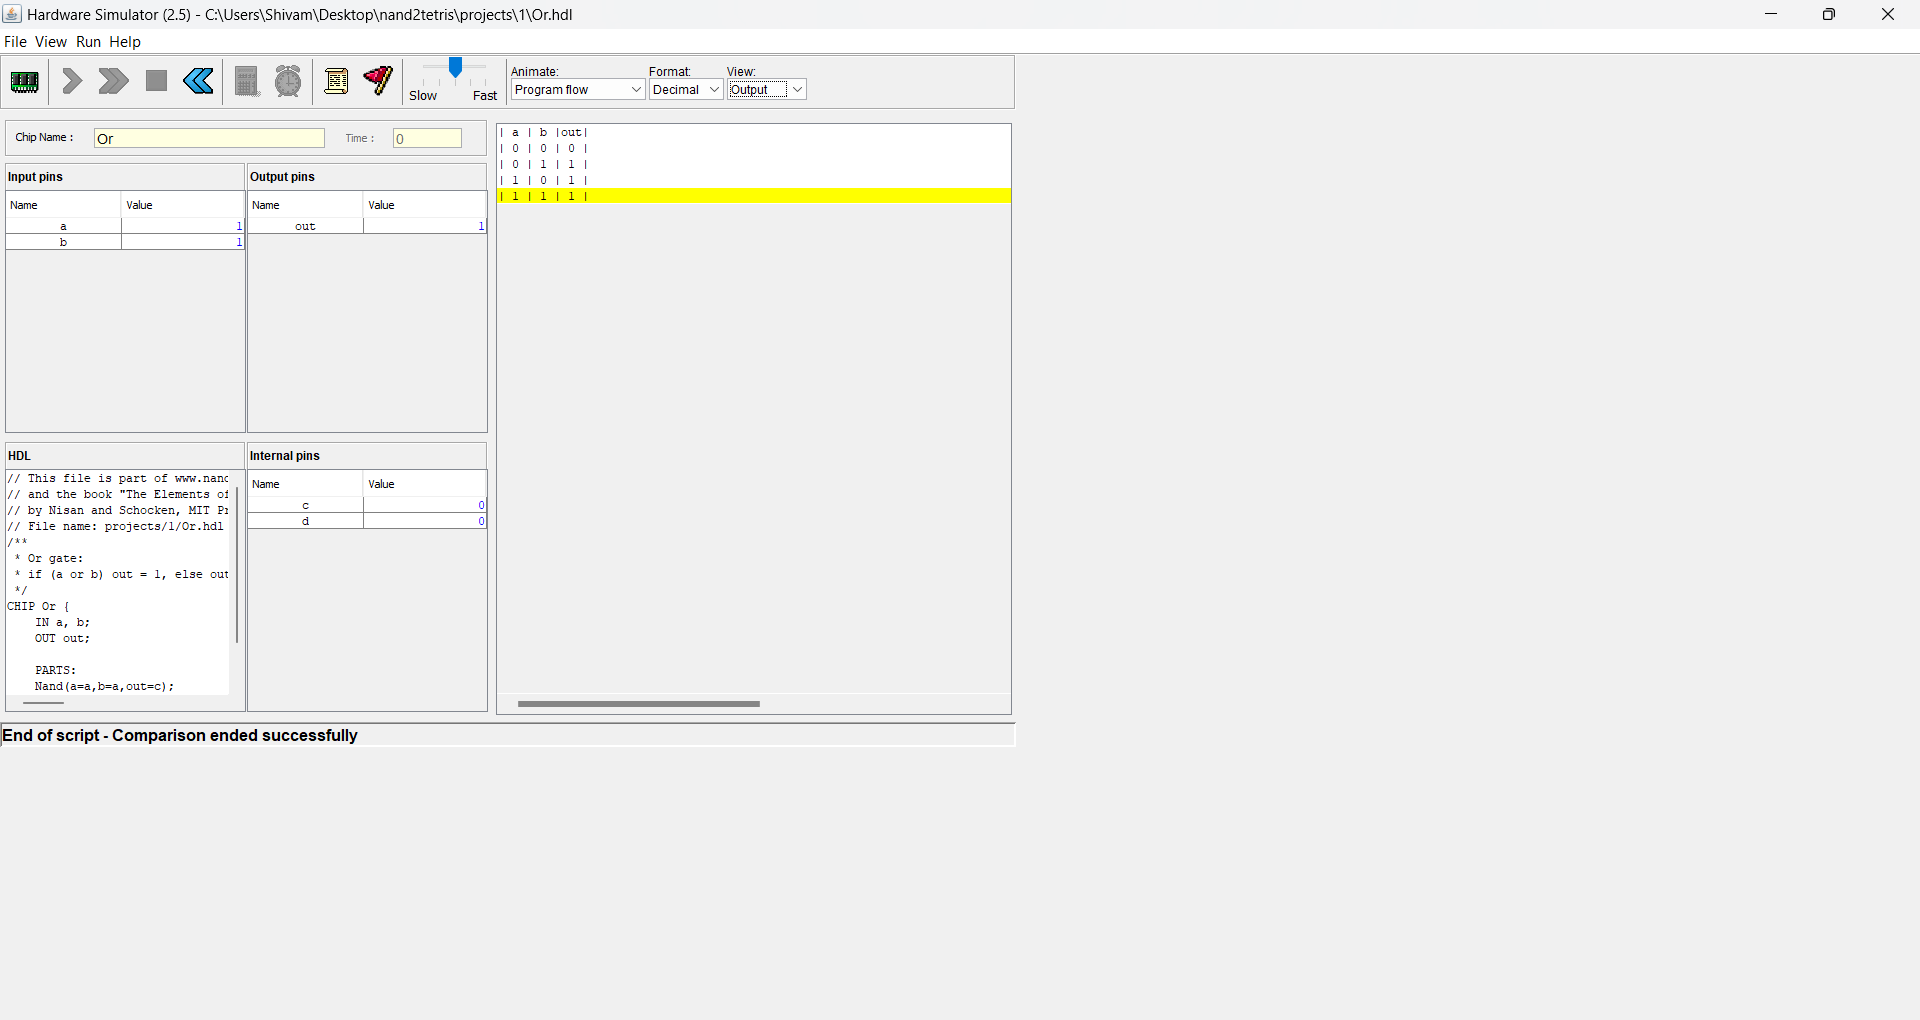 Hardware Simulator (2.5) - C:\Users\Shivam\Desktop\nand2tetris\projects\1\Or.hdl
File View Run Help
Slow Fast
Animate: Format: View:
Program flow Decimal Output
Chip Name : Or Time : 0
Input pins
Name Value
a 1
b 1
Output pins
Name Value
out 1
HDL
// This file is part of www.nand
// and the book "The Elements of
// by Nisan and Schocken, MIT Pr
// File name: projects/1/Or.hdl
/**
* Or gate:
* if (a or b) out = 1, else out
*/
CHIP Or {
IN a, b;
OUT out;
PARTS:
Nand(a=a,b=a,out=c);
Internal pins
Name Value
c 0
d 0
| a | b |out|
| 0 | 0 | 0 |
| 0 | 1 | 1 |
| 1 | 0 | 1 |
| 1 | 1 | 1 |
End of script - Comparison ended successfully